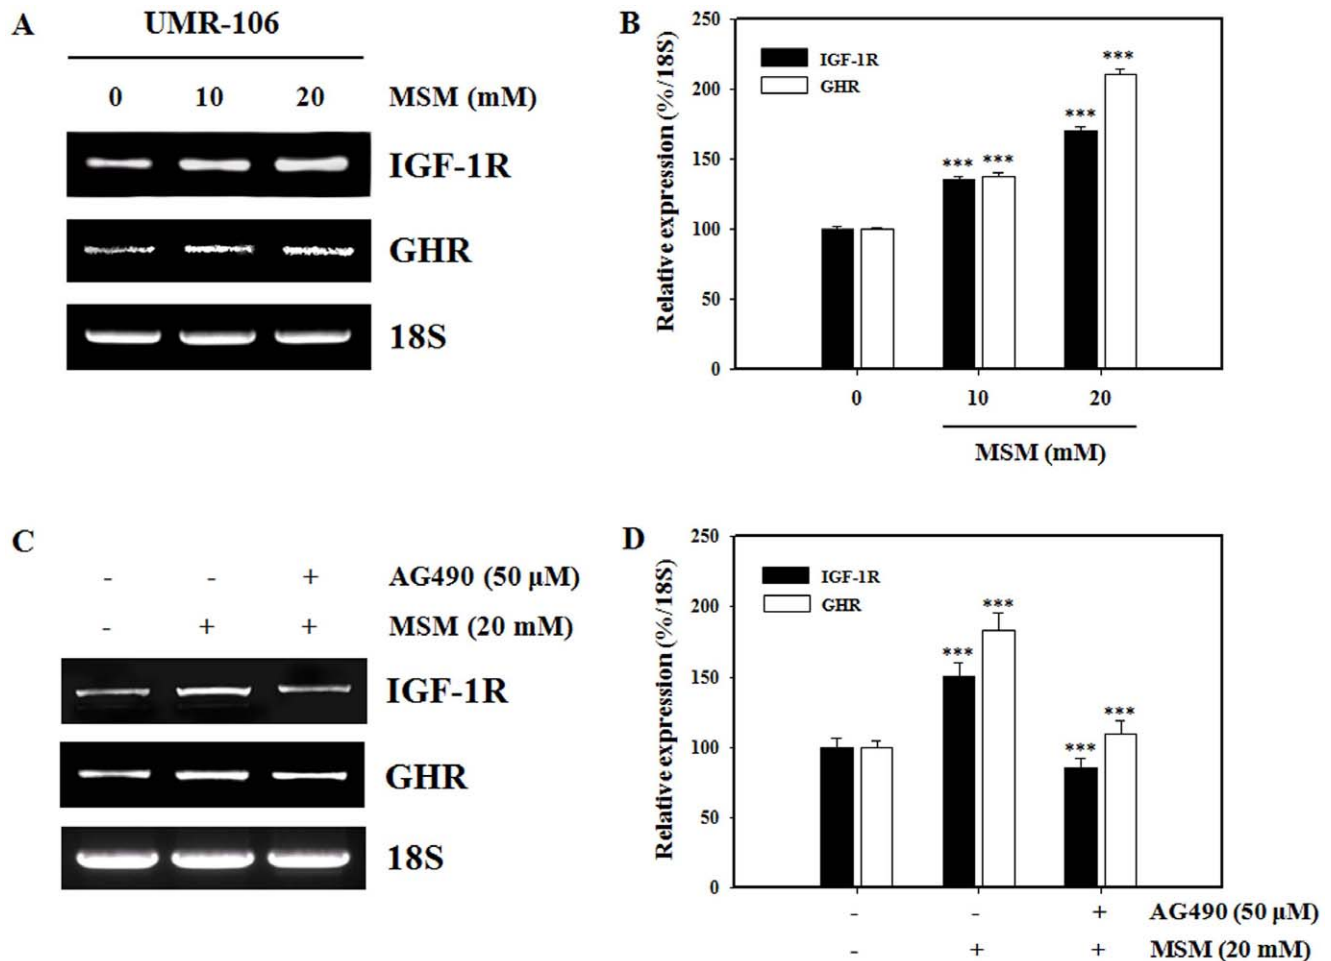 A
UMR-106
0 10 20 MSM (mM)
IGF-1R
GHR
18S
B
Relative expression (%/18S)
250
200
150
100
50
0
IGF-1R
GHR
*** ***
*** ***
0 10 20
MSM (mM)
C
- - + AG490 (50 µM)
- + + MSM (20 mM)
IGF-1R
GHR
18S
D
Relative expression (%/18S)
250
200
150
100
50
0
IGF-1R
GHR
*** ***
*** ***
- - + AG490 (50 µM)
- + + MSM (20 mM)